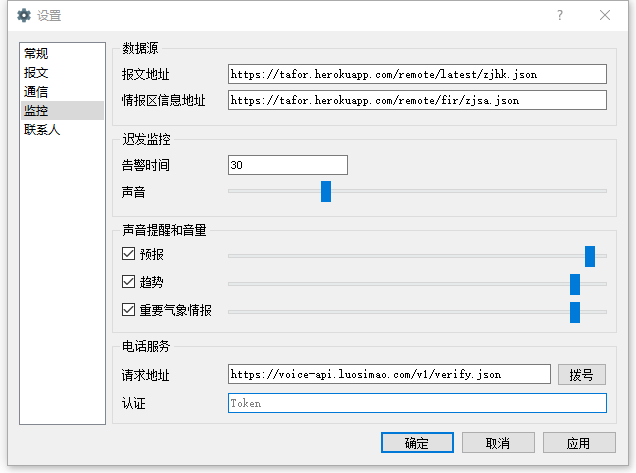 设置
常规
报文
通信
监控
联系人
数据源
报文地址 https://tafor.herokuapp.com/remote/latest/zjhk.json
情报区信息地址 https://tafor.herokuapp.com/remote/fir/zjsa.json
迟发监控
告警时间 30
声音
声音提醒和音量
预报
趋势
重要气象情报
电话服务
请求地址 https://voice-api.luosimao.com/v1/verify.json 拨号
认证 Token
确定 取消 应用